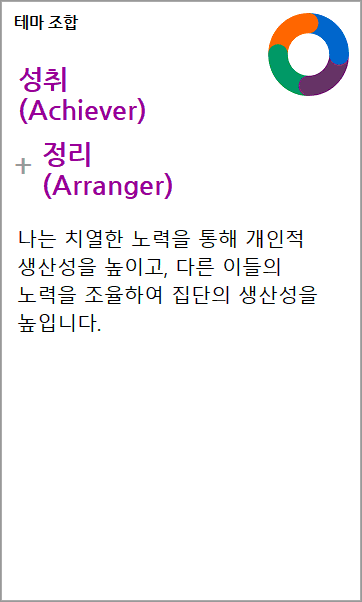 테마 조합
성취
(Achiever)
+ 정리
(Arranger)
나는 치열한 노력을 통해 개인적
생산성을 높이고, 다른 이들의
노력을 조율하여 집단의 생산성을
높입니다.